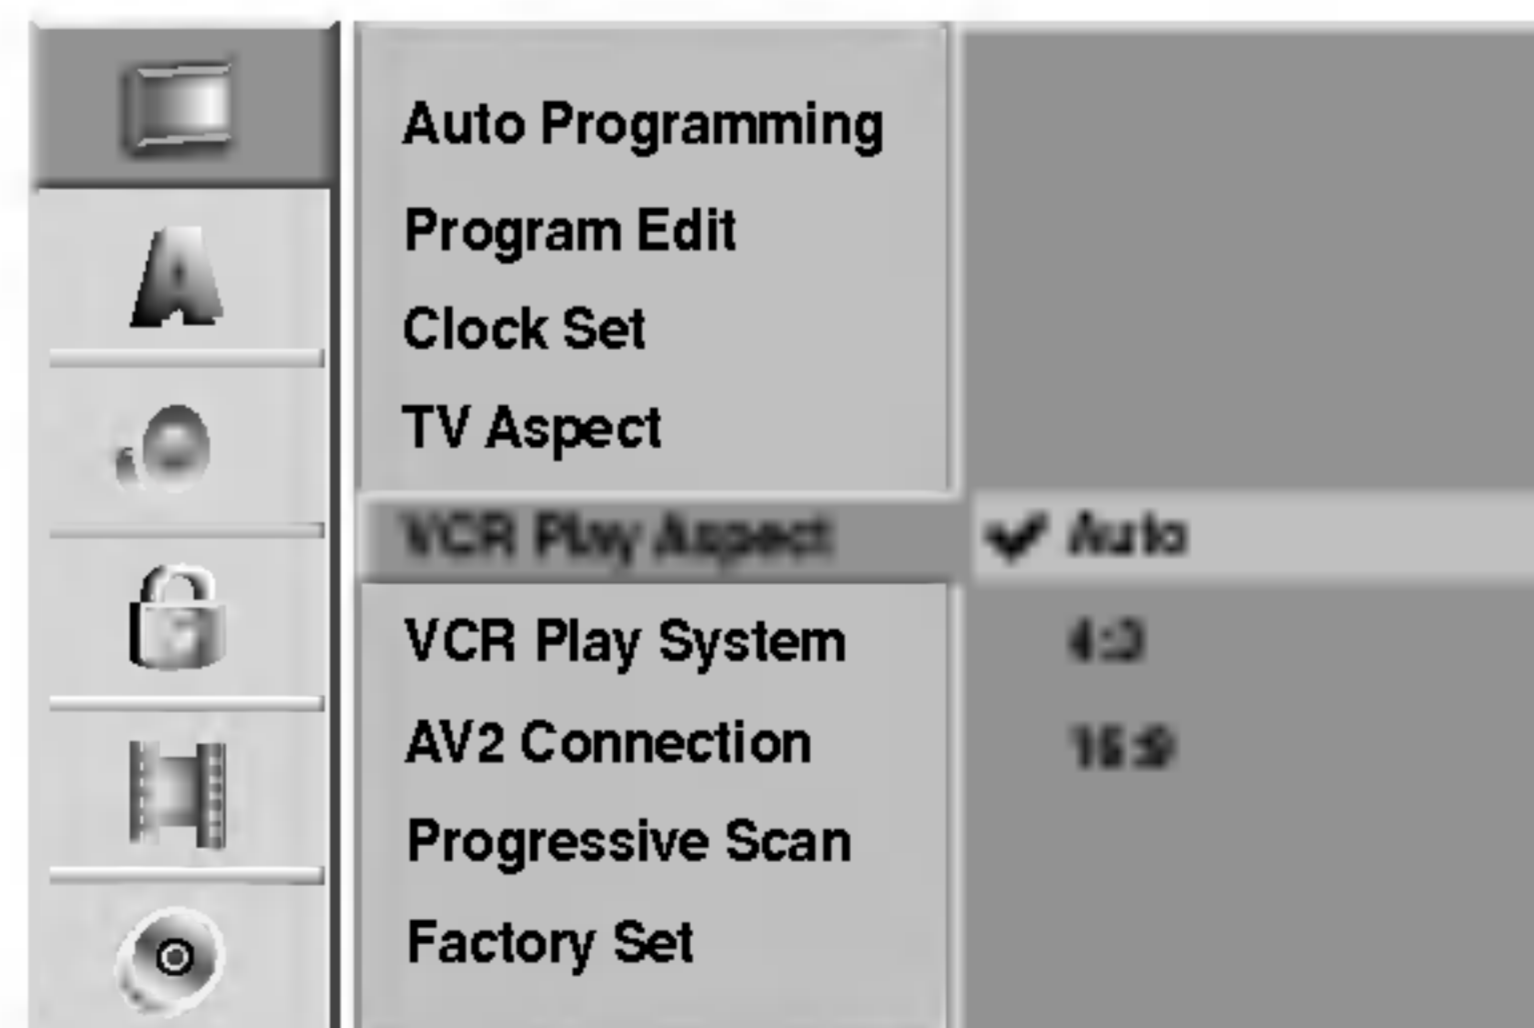 Auto Programming
Program Edit
Clock Set
TV Aspect
VCR Play Aspect
✔ Auto
VCR Play System
4:3
AV2 Connection
16:9
Progressive Scan
Factory Set